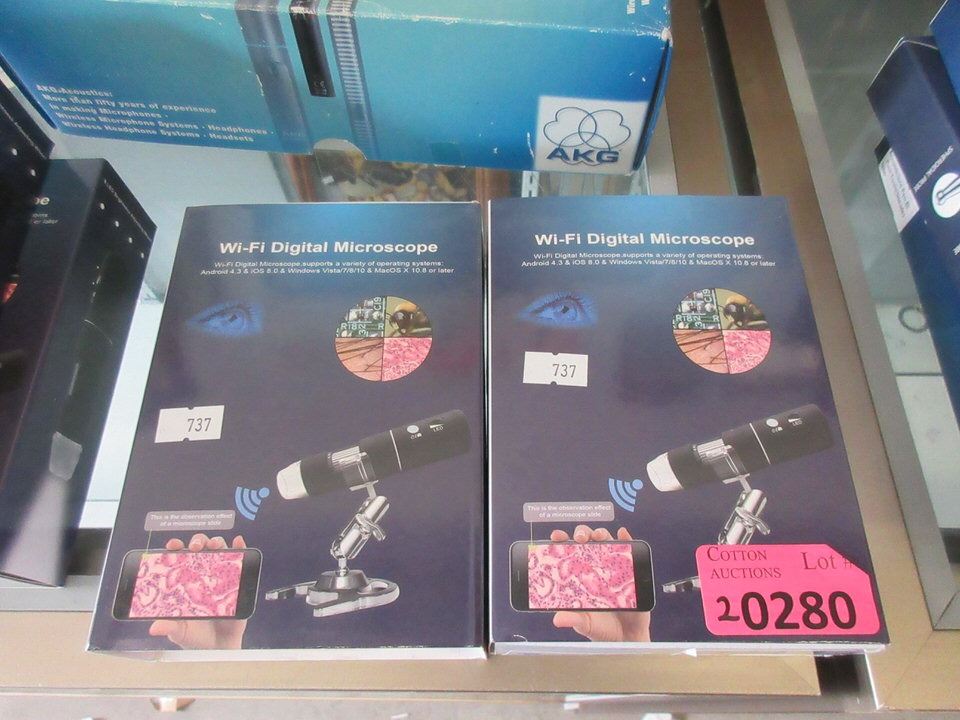 AKG-Acoustics:
More than fifty years of experience
in making Microphones ·
Wireless Microphone Systems · Headphones ·
Wireless Headphone Systems · Headsets
AKG
Wi-Fi Digital Microscope
Wi-Fi Digital Microscope.supports a variety of operating systems:
Android 4.3 & iOS 8.0 & Windows Vista/7/8/10 & MacOS X 10.8 or later
737
This is the observation effect
of a microscope slide
Wi-Fi Digital Microscope
Wi-Fi Digital Microscope.supports a variety of operating systems:
Android 4.3 & iOS 8.0 & Windows Vista/7/8/10 & MacOS X 10.8 or later
737
This is the observation effect
of a microscope slide
COTTON
AUCTIONS
Lot #
20280